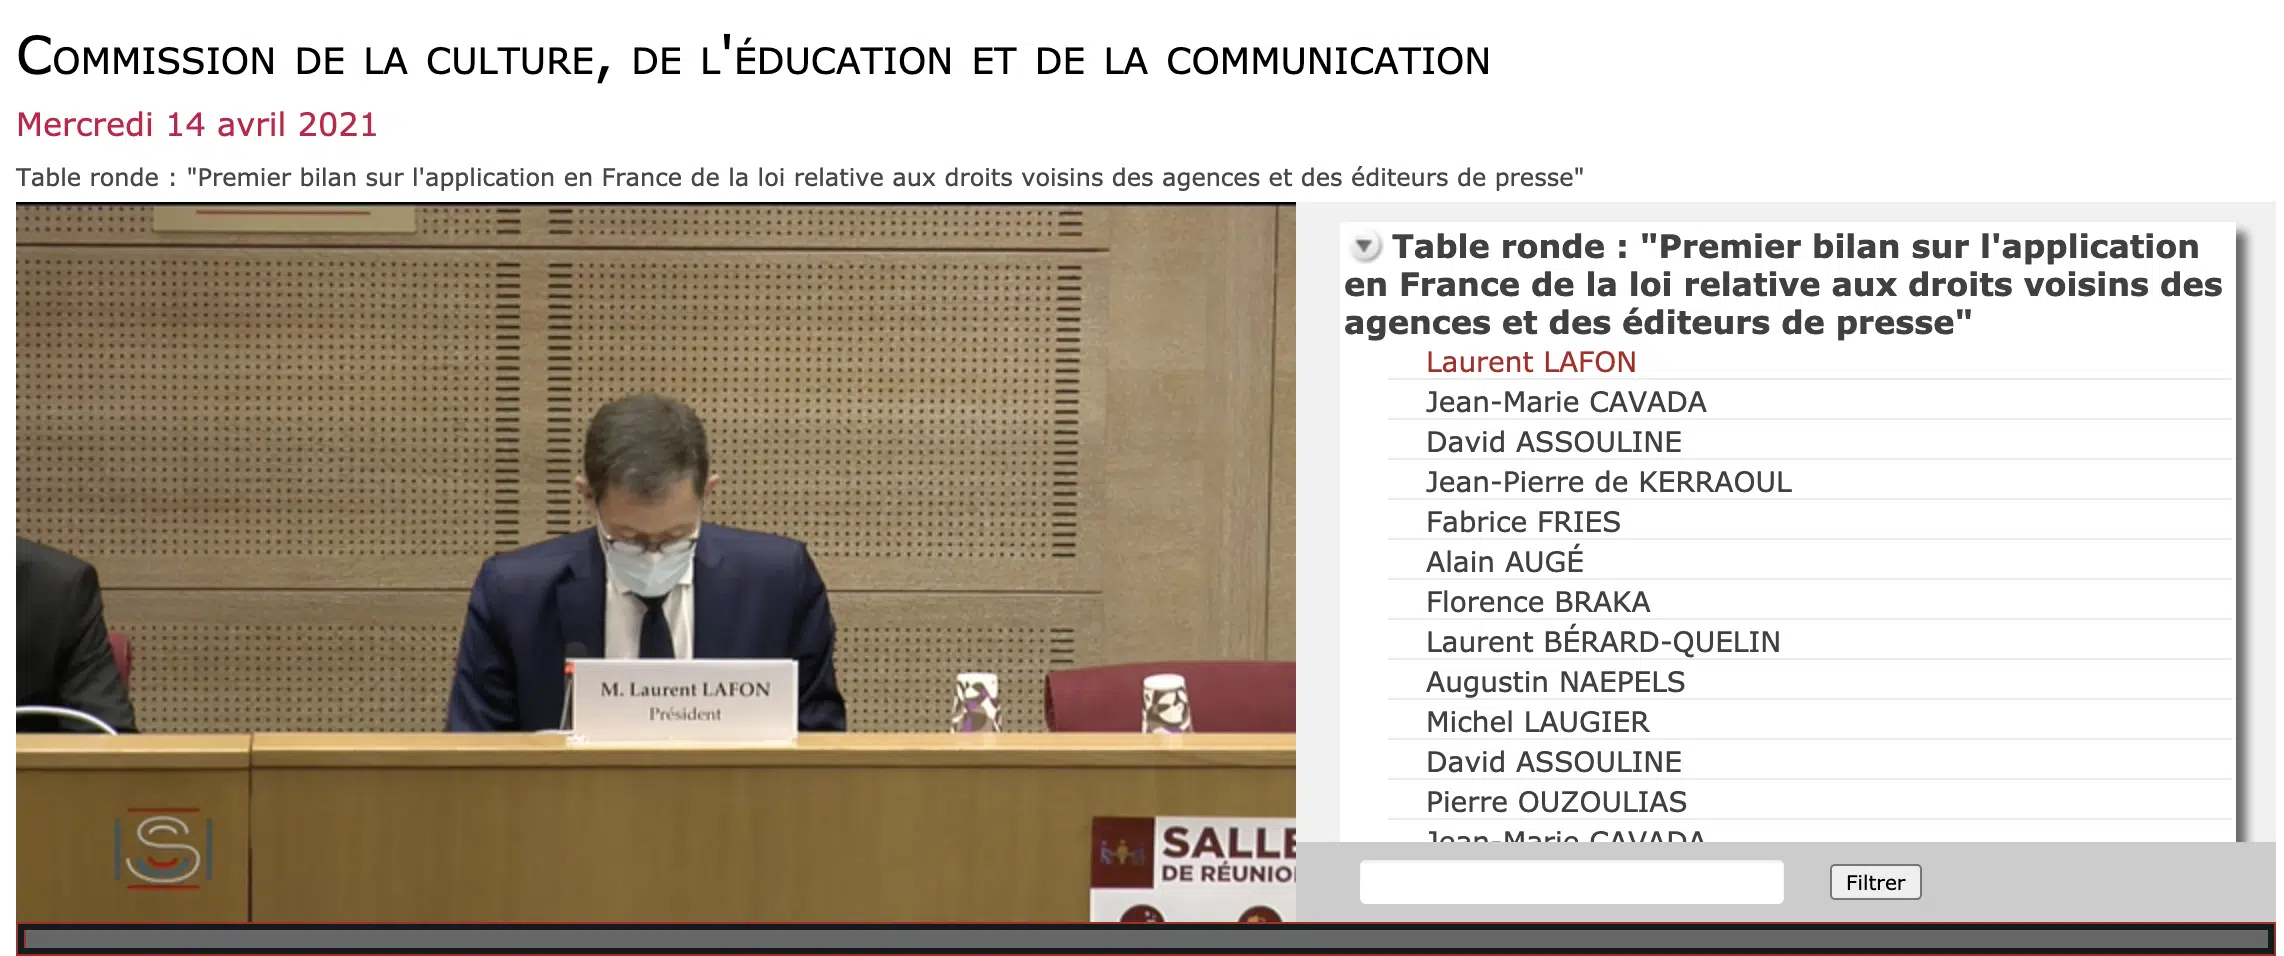 Commission de la culture, de l'éducation et de la communication
Mercredi 14 avril 2021
Table ronde : "Premier bilan sur l'application en France de la loi relative aux droits voisins des agences et des éditeurs de presse"
Table ronde : "Premier bilan sur l'application
en France de la loi relative aux droits voisins des
agences et des éditeurs de presse"
Laurent LAFON
Jean-Marie CAVADA
David ASSOULINE
Jean-Pierre de KERRAOUL
Fabrice FRIES
Alain AUGÉ
Florence BRAKA
Laurent BÉRARD-QUELIN
Augustin NAEPELS
Michel LAUGIER
David ASSOULINE
Pierre OUZOULIAS
Jean-Marie CAVADA
Filtrer
M. Laurent LAFON
Président
S
SALLE
DE RÉUNIO